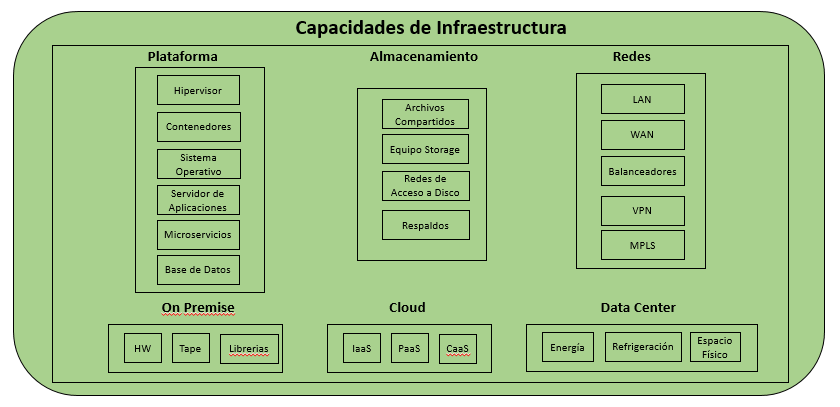 Capacidades de Infraestructura
Plataforma
Hipervisor
Contenedores
Sistema
Operativo
Servidor de
Aplicaciones
Microservicios
Base de Datos
Almacenamiento
Archivos
Compartidos
Equipo Storage
Redes de
Acceso a Disco
Respaldos
Redes
LAN
WAN
Balanceadores
VPN
MPLS
On Premise
HW
Tape
Librerias
Cloud
IaaS
PaaS
CaaS
Data Center
Energía
Refrigeración
Espacio
Físico